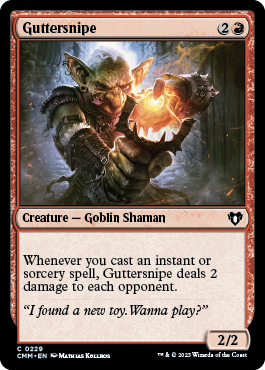 Guttersnipe 2
Creature — Goblin Shaman
Whenever you cast an instant or
sorcery spell, Guttersnipe deals 2
damage to each opponent.
“I found a new toy.Wanna play?”
2/2
C 0229
CMM • EN Mathias Kollros
™ & © 2023 Wizards of the Coast